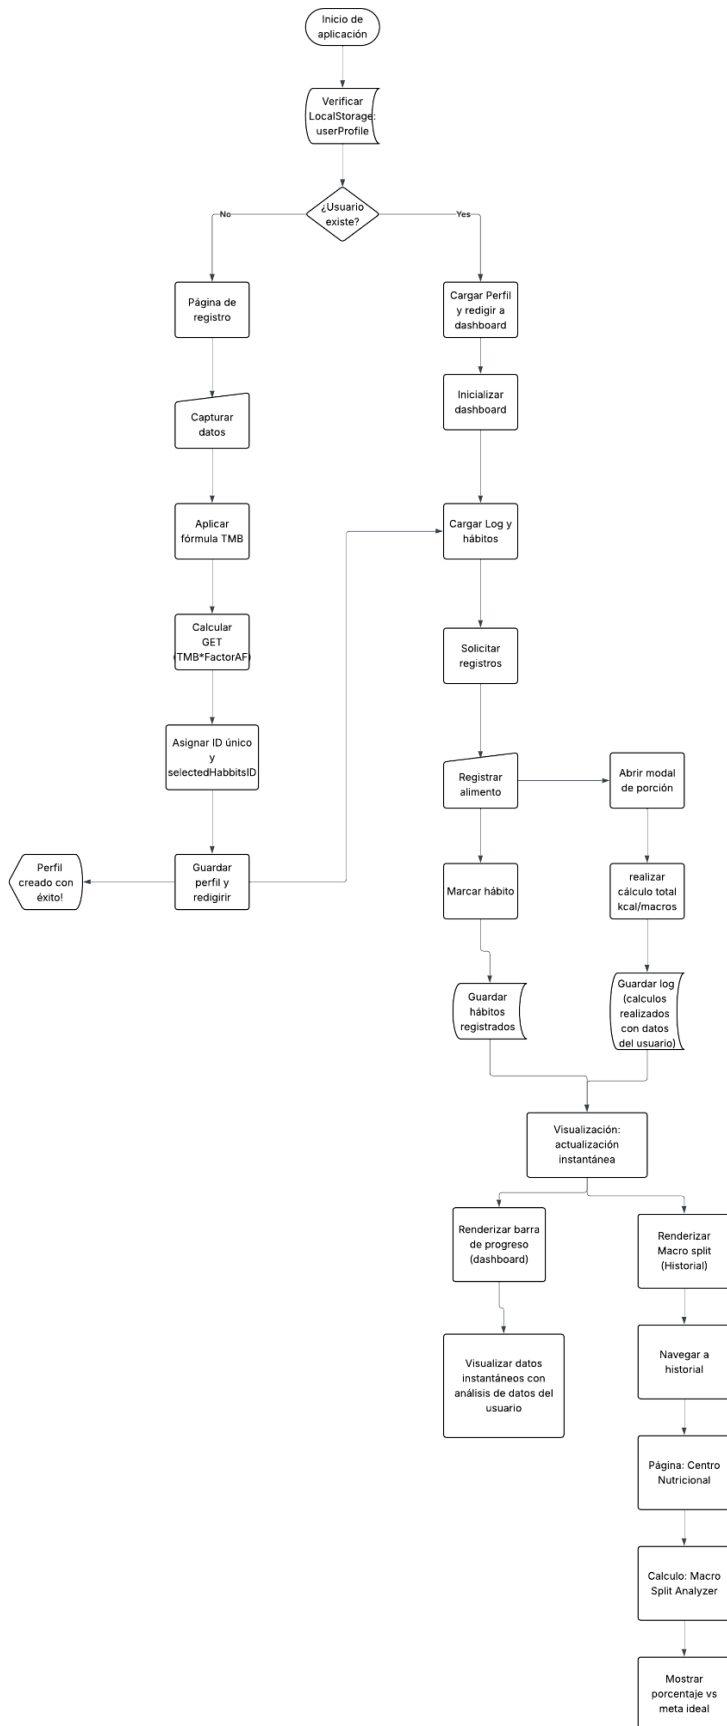 Inicio de
aplicación
Verificar
LocalStorage:
userProfile
¿Usuario
existe?
No
Yes
Página de
registro
Cargar Perfil
y redigir a
dashboard
Capturar
datos
Inicializar
dashboard
Aplicar
fórmula TMB
Cargar Log y
hábitos
Calcular
GET
(TMB*FactorAF)
Solicitar
registros
Asignar ID único
y
selectedHabbitsID
Registrar
alimento
Abrir modal
de porción
Perfil
creado con
éxito!
Guardar
perfil y
redigirir
Marcar hábito
realizar
cálculo total
kcal/macros
Guardar
hábitos
registrados
Guardar log
(calculos
realizados
con datos
del usuario)
Visualización:
actualización
instantánea
Renderizar barra
de progreso
(dashboard)
Renderizar
Macro split
(Historial)
Visualizar datos
instantáneos con
análisis de datos del
usuario
Navegar a
historial
Página: Centro
Nutricional
Calculo: Macro
Split Analyzer
Mostrar
porcentaje vs
meta ideal